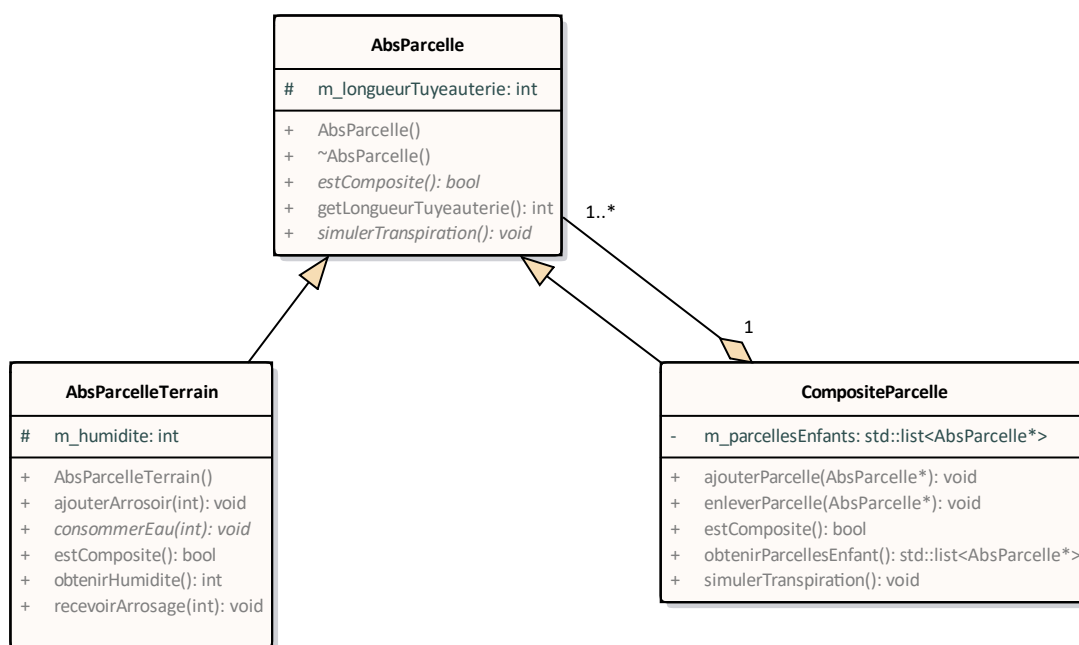 AbsParcelle
# m_longueurTuyeauterie: int
+ AbsParcelle()
+ ~AbsParcelle()
+ estComposite(): bool
+ getLongueurTuyeauterie(): int
+ simulerTranspiration(): void
1..*
1
AbsParcelleTerrain
# m_humidite: int
+ AbsParcelleTerrain()
+ ajouterArrosoir(int): void
+ consommerEau(int): void
+ estComposite(): bool
+ obtenirHumidite(): int
+ recevoirArrosage(int): void
CompositeParcelle
- m_parcellesEnfants: std::list<AbsParcelle*>
+ ajouterParcelle(AbsParcelle*): void
+ enleverParcelle(AbsParcelle*): void
+ estComposite(): bool
+ obtenirParcellesEnfant(): std::list<AbsParcelle*>
+ simulerTranspiration(): void